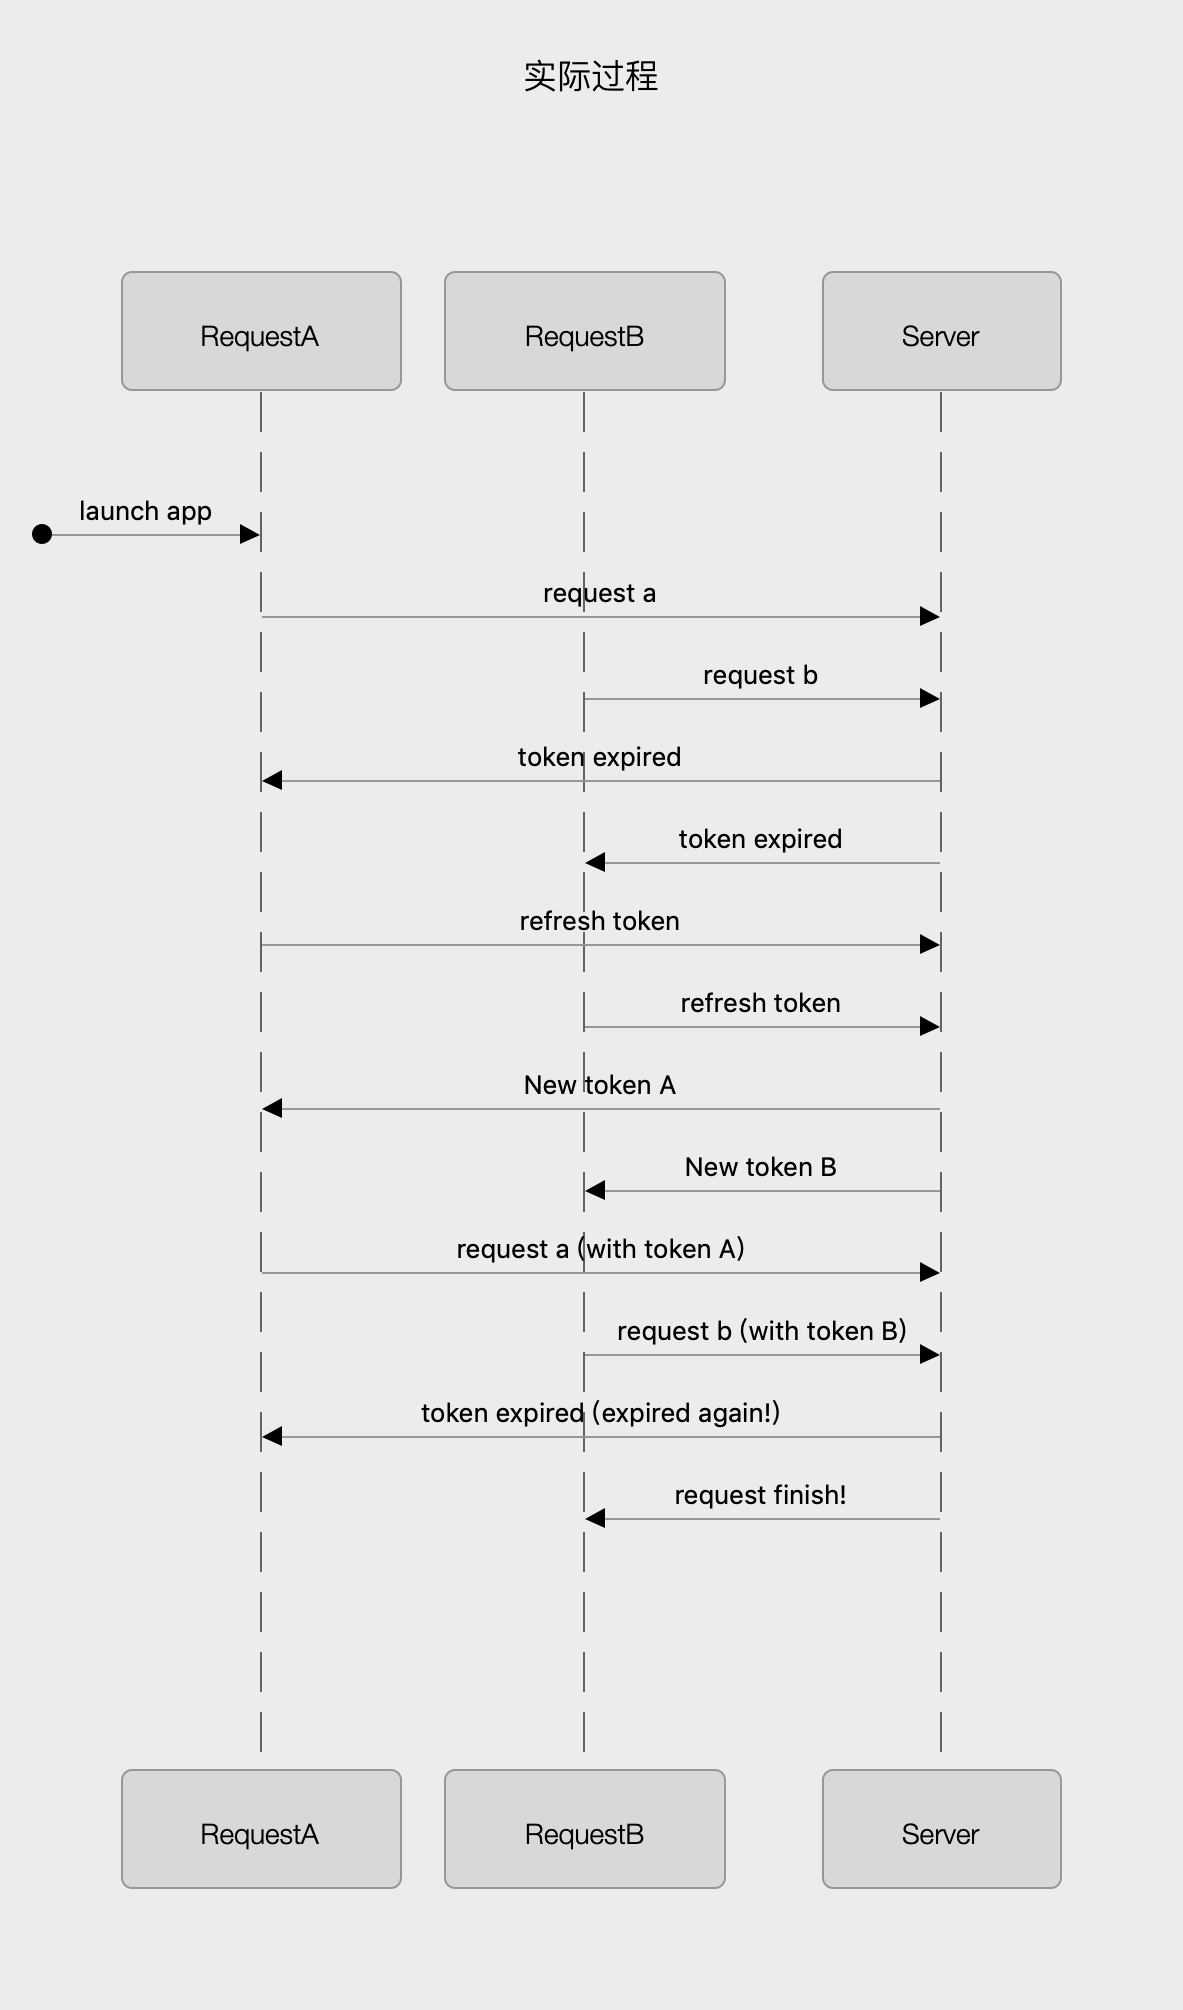 实际过程
RequestA
RequestB
Server
launch app
request a
request b
token expired
token expired
refresh token
refresh token
New token A
New token B
request a (with token A)
request b (with token B)
token expired (expired again!)
request finish!
RequestA
RequestB
Server